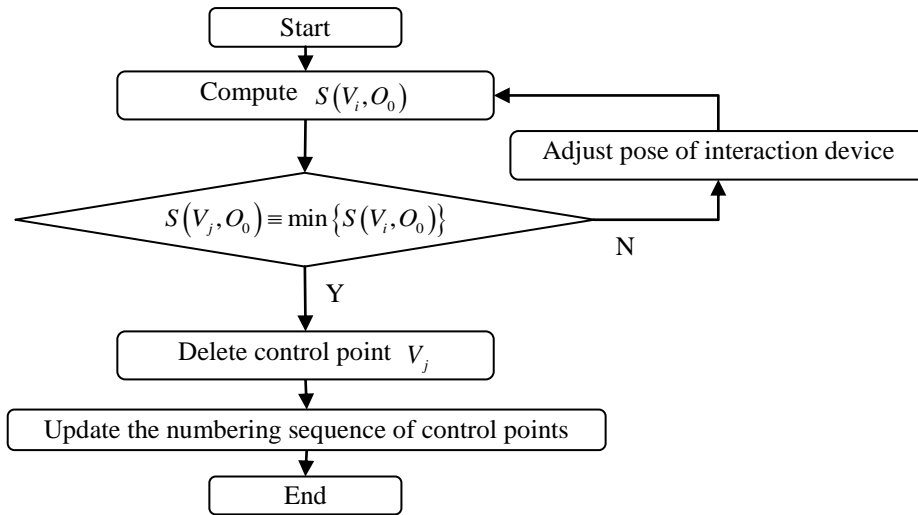 Start
Compute S(V_i,O_0)
Adjust pose of interaction device
S(V_j,O_0)≡min{S(V_i,O_0)}
N
Y
Delete control point V_j
Update the numbering sequence of control points
End